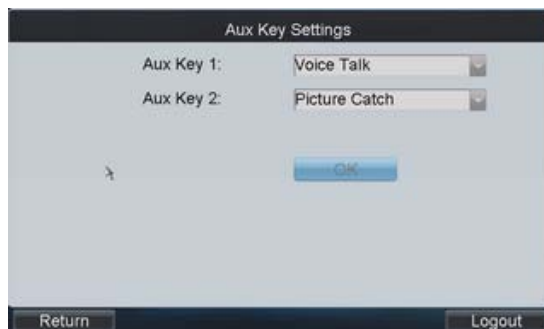 Aux Key Settings
Aux Key 1: Voice Talk
Aux Key 2: Picture Catch
OK
Return Logout